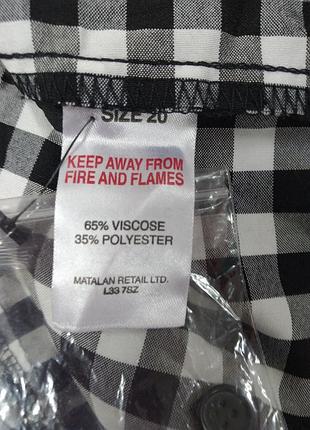 SIZE 20
KEEP AWAY FROM
FIRE AND FLAMES
65% VISCOSE
35% POLYESTER
MATALAN RETAIL LTD.
L33 7SZ